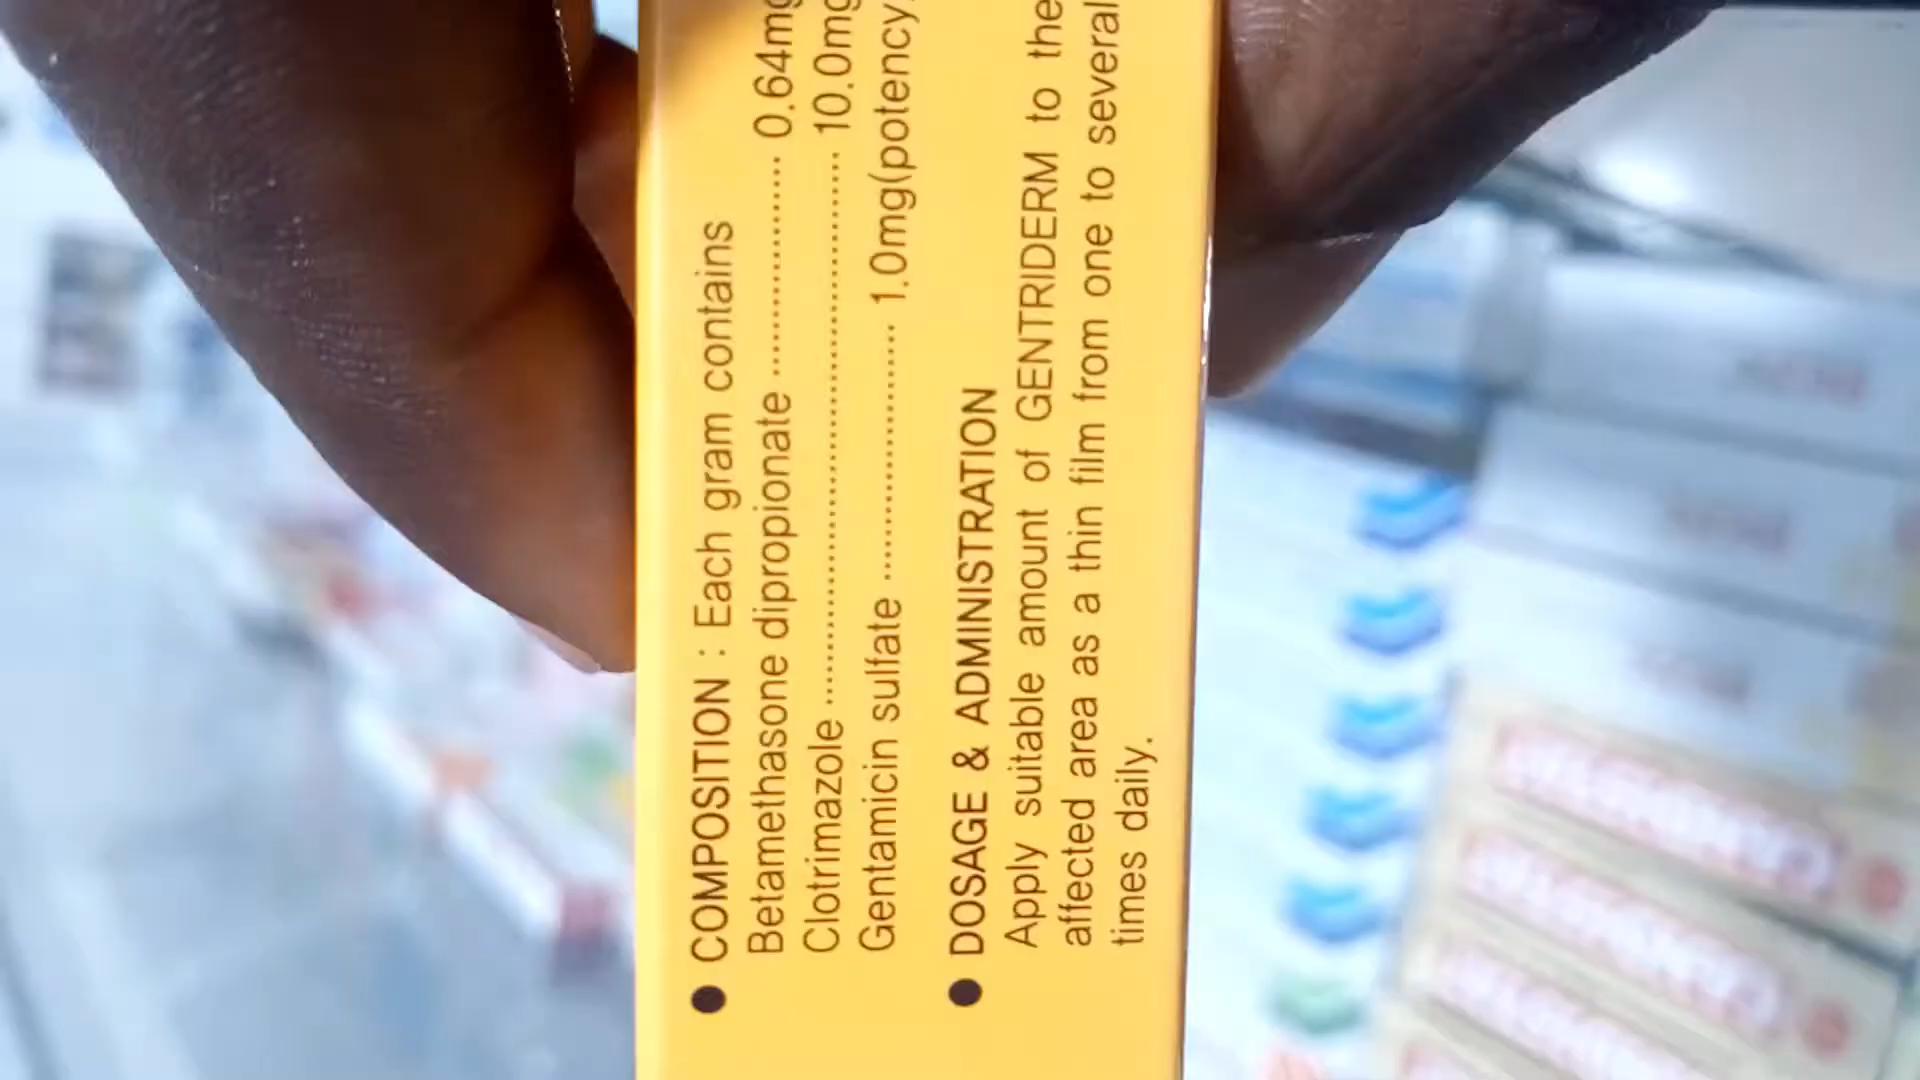 ● COMPOSITION : Each gram contains
Betamethasone dipropionate ........................ 0.64mg
Clotrimazole ............................................................ 10.0mg
Gentamicin sulfate ........................... 1.0mg(potency)
● DOSAGE & ADMINISTRATION
Apply suitable amount of GENTRIDERM to the
affected area as a thin film from one to several
times daily.